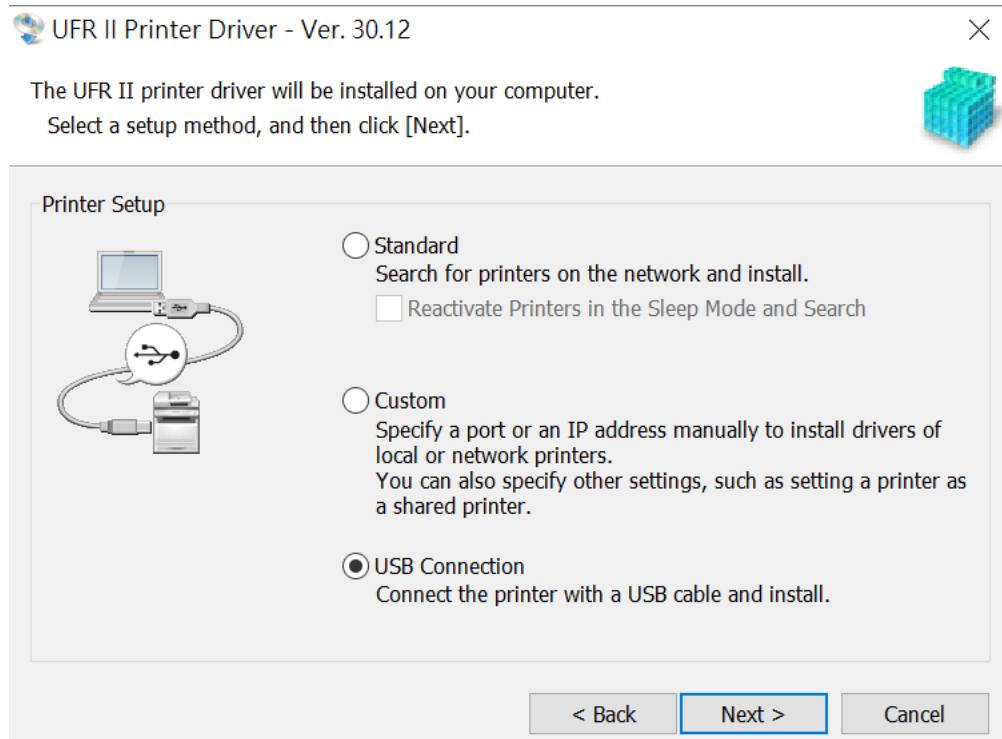 UFR II Printer Driver - Ver. 30.12
The UFR II printer driver will be installed on your computer.
Select a setup method, and then click [Next].
Printer Setup
Standard
Search for printers on the network and install.
Reactivate Printers in the Sleep Mode and Search
Custom
Specify a port or an IP address manually to install drivers of
local or network printers.
You can also specify other settings, such as setting a printer as
a shared printer.
USB Connection
Connect the printer with a USB cable and install.
< Back
Next >
Cancel